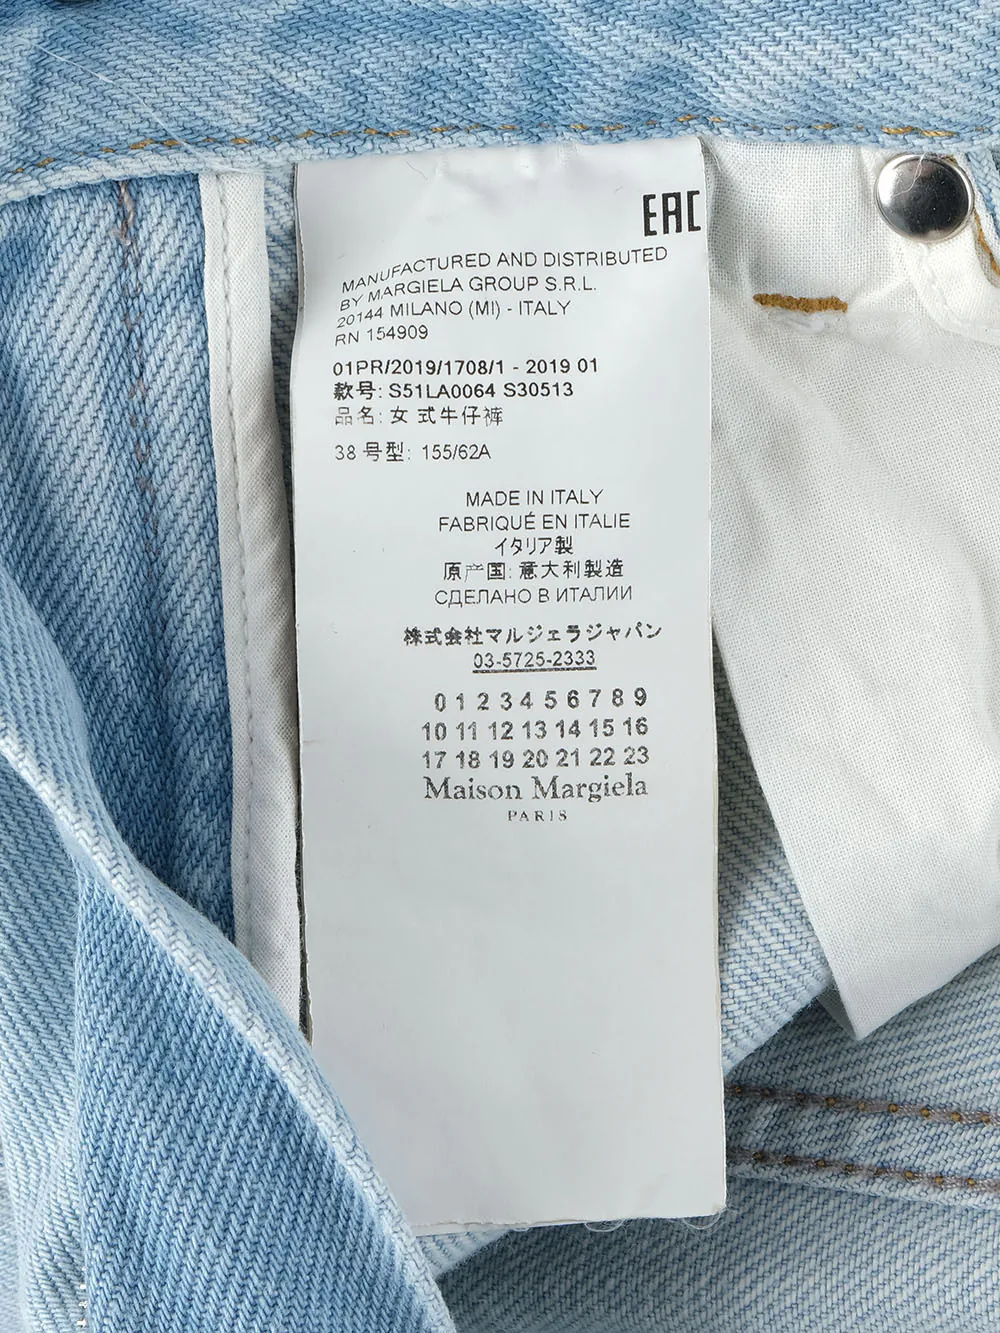 EAC
MANUFACTURED AND DISTRIBUTED
BY MARGIELA GROUP S.R.L.
20144 MILANO (MI) - ITALY
RN 154909
01PR/2019/1708/1 - 2019 01
款号: S51LA0064 S30513
品名: 女 式牛仔裤
38 号型: 155/62A
MADE IN ITALY
FABRIQUÉ EN ITALIE
イタリア製
原产国: 意大利製造
СДЕЛАНО В ИТАЛИИ
株式会社マルジェラジャパン
03-5725-2333
0 1 2 3 4 5 6 7 8 9
10 11 12 13 14 15 16
17 18 19 20 21 22 23
Maison Margiela
PARIS